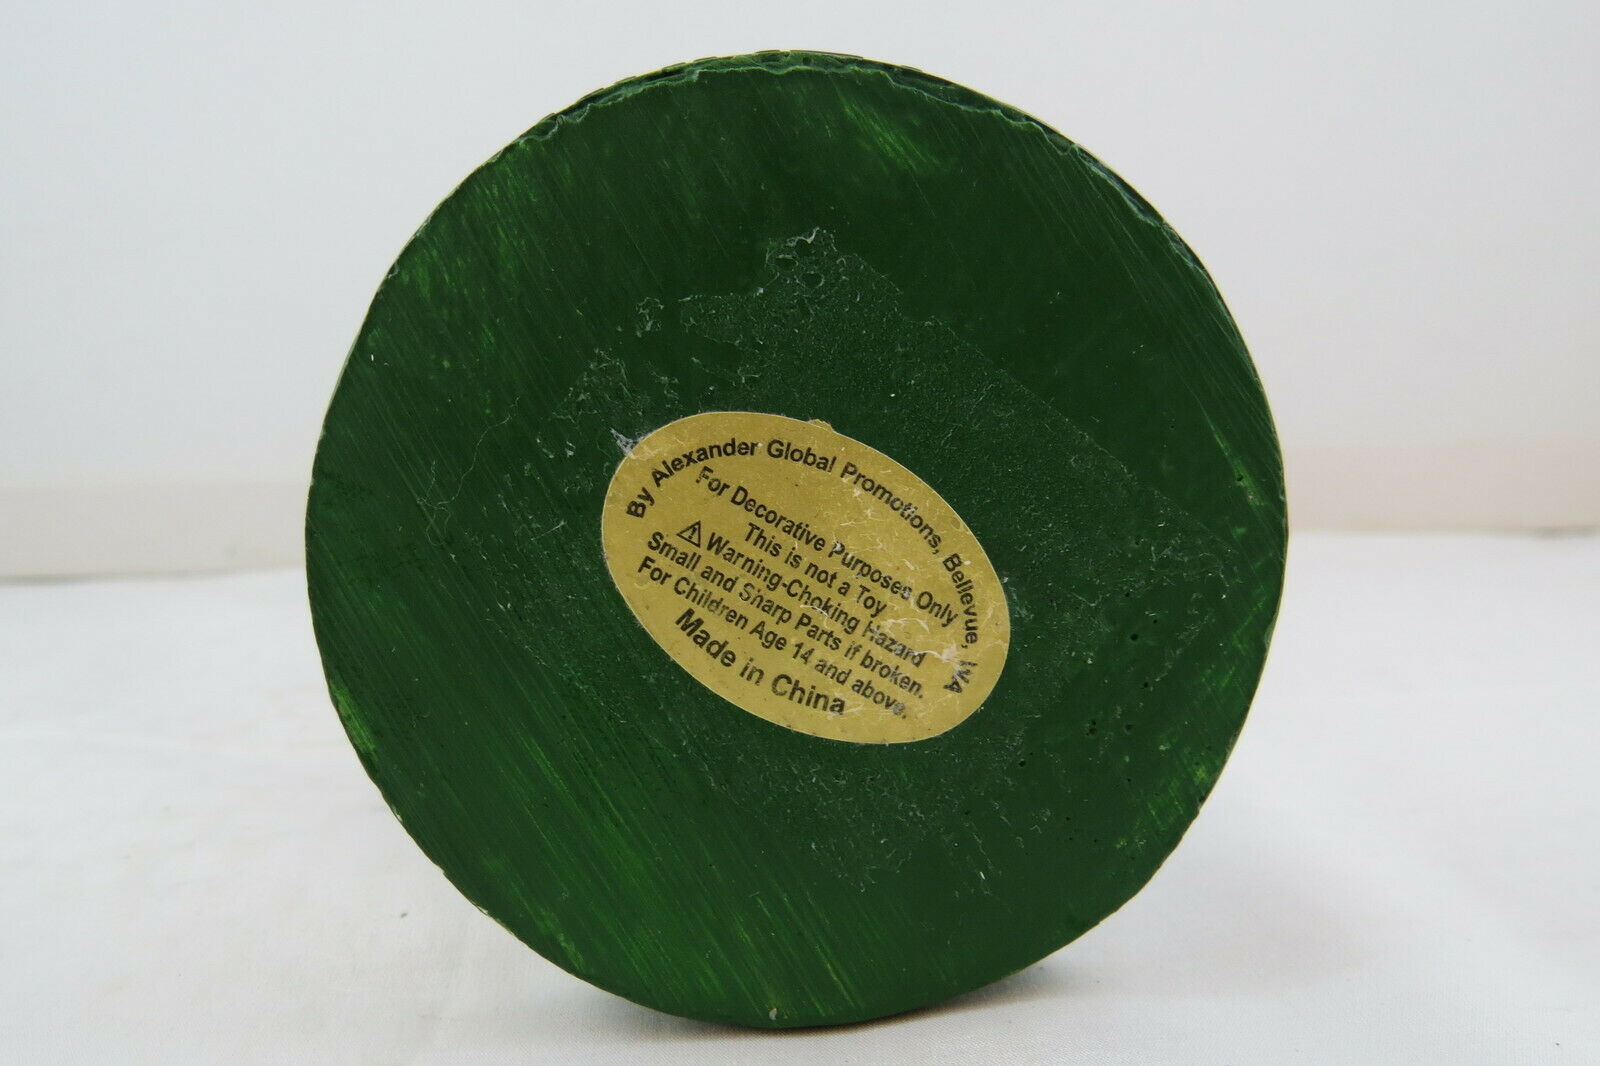 By Alexander Global Promotions, Bellevue, WA
For Decorative Purposes Only
This is not a Toy
⚠ Warning-Choking Hazard
Small and Sharp Parts if broken.
For Children Age 14 and above.
Made in China